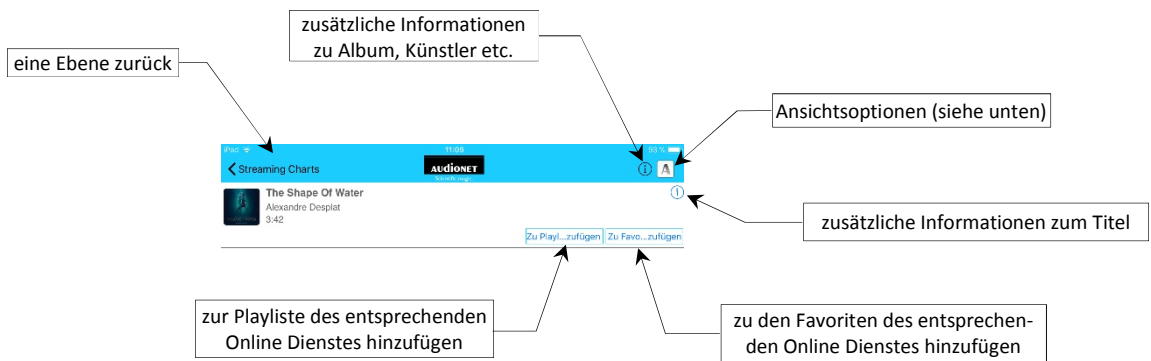 zusätzliche Informationen
zu Album, Künstler etc.
eine Ebene zurück
Ansichtsoptionen (siehe unten)
iPad 11:05 93 %
Streaming Charts AUDIONET A
Scientific magic.
The Shape Of Water
Alexandre Desplat
3:42
zusätzliche Informationen zum Titel
Zu Playl...zufügen Zu Favo...zufügen
zur Playliste des entsprechenden
Online Dienstes hinzufügen
zu den Favoriten des entsprechen-
den Online Dienstes hinzufügen